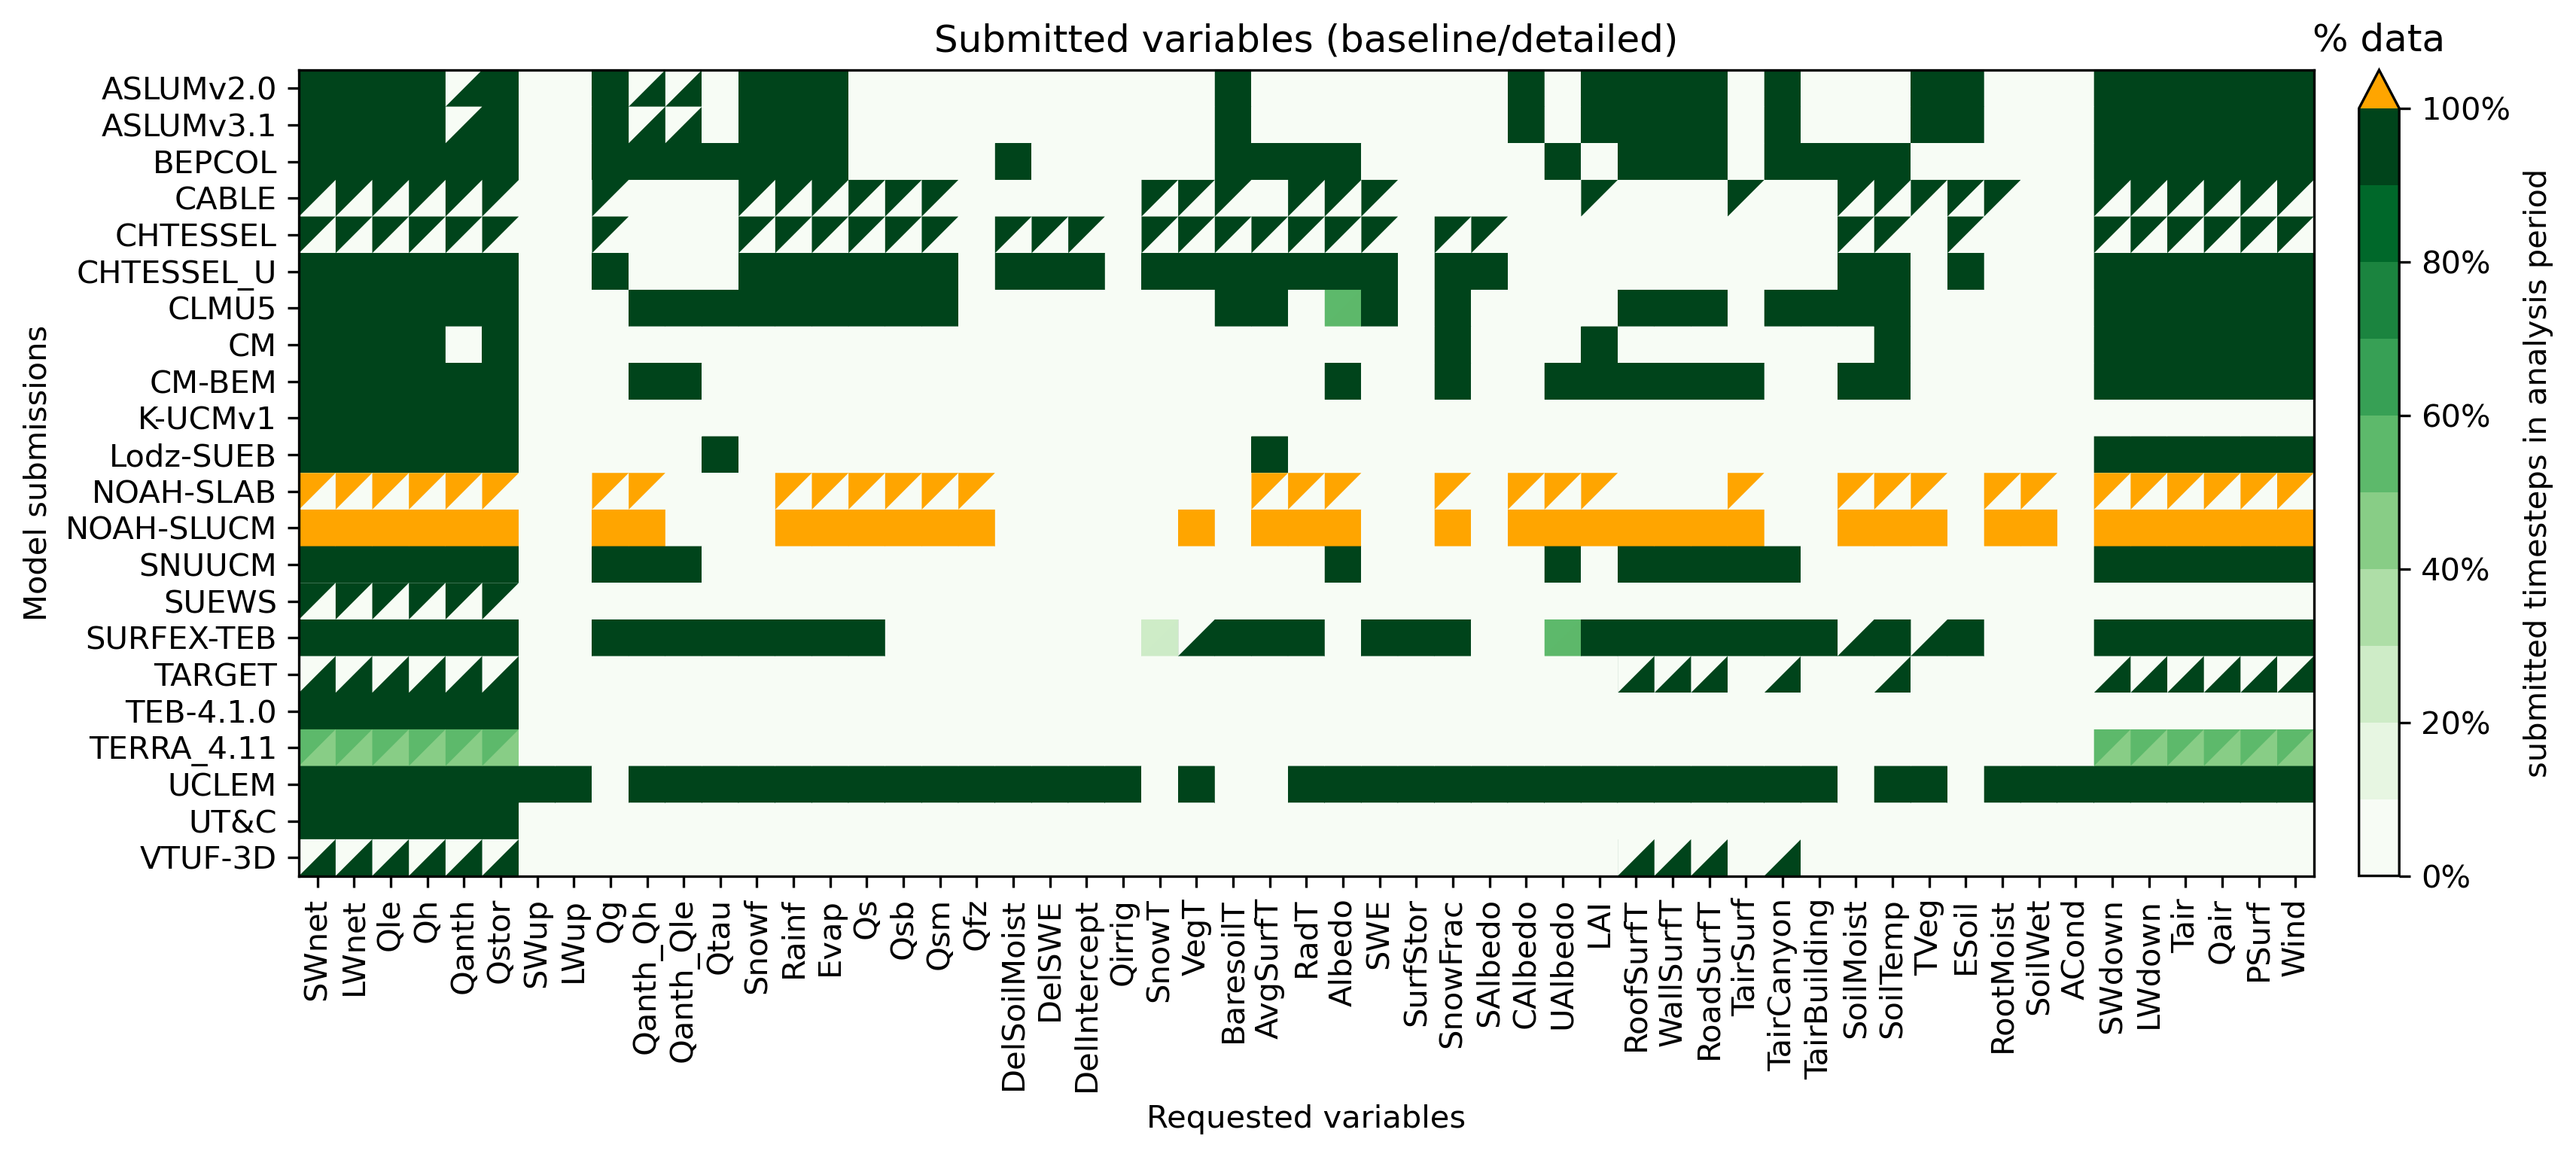 Submitted variables (baseline/detailed)
% data
Model submissions
ASLUMv2.0
ASLUMv3.1
BEPCOL
CABLE
CHTESSEL
CHTESSEL_U
CLMU5
CM
CM-BEM
K-UCMv1
Lodz-SUEB
NOAH-SLAB
NOAH-SLUCM
SNUUCM
SUEWS
SURFEX-TEB
TARGET
TEB-4.1.0
TERRA_4.11
UCLEM
UT&C
VTUF-3D
SWnet
LWnet
Qle
Qh
Qanth
Qstor
SWup
LWup
Qg
Qanth_Qh
Qanth_Qle
Qtau
Snowf
Rainf
Evap
Qs
Qsb
Qsm
Qfz
DelSoilMoist
DelSWE
DelIntercept
Qirrig
SnowT
VegT
BaresoilT
AvgSurfT
RadT
Albedo
SWE
SurfStor
SnowFrac
SAlbedo
CAlbedo
UAlbedo
LAI
RoofSurfT
WallSurfT
RoadSurfT
TairSurf
TairCanyon
TairBuilding
SoilMoist
SoilTemp
TVeg
ESoil
RootMoist
SoilWet
ACond
SWdown
LWdown
Tair
Qair
PSurf
Wind
Requested variables
100%
80%
60%
40%
20%
0%
submitted timesteps in analysis period